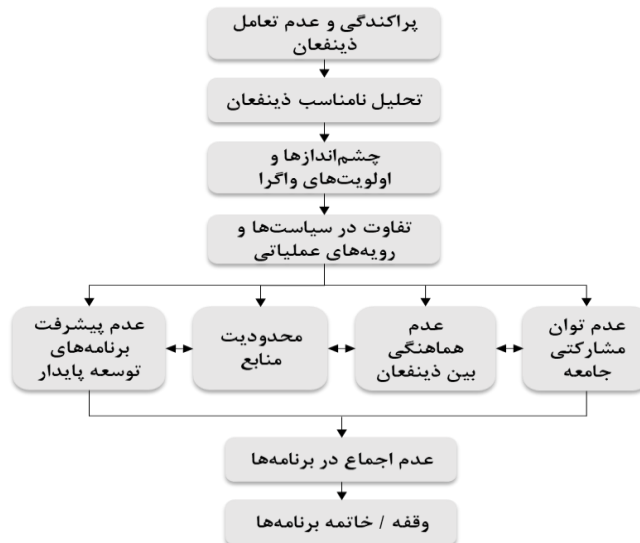 پراکندگی و عدم تعامل
ذینفعان
تحلیل نامناسب ذینفعان
چشم‌اندازها و
اولویت‌های واگرا
تفاوت در سیاست‌ها و
رویه‌های عملیاتی
عدم توان
مشارکتی
جامعه
عدم
هماهنگی
بین ذینفعان
محدودیت
منابع
عدم پیشرفت
برنامه‌های
توسعه پایدار
عدم اجماع در برنامه‌ها
وقفه / خاتمه برنامه‌ها